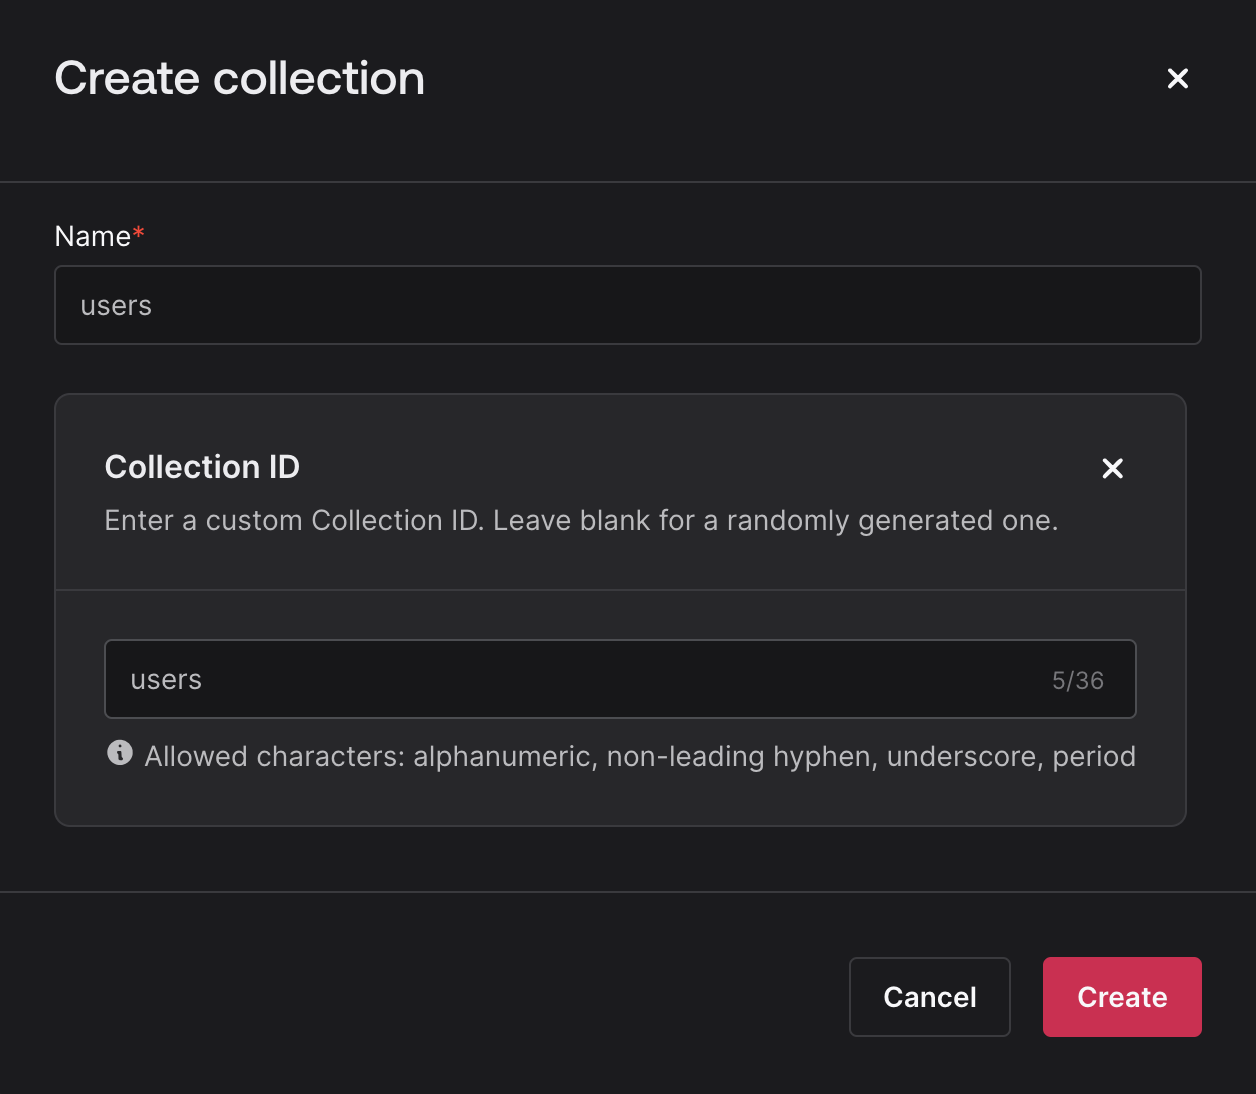 Create collection
Name*
users
Collection ID
Enter a custom Collection ID. Leave blank for a randomly generated one.
users 5/36
Allowed characters: alphanumeric, non-leading hyphen, underscore, period
Cancel Create